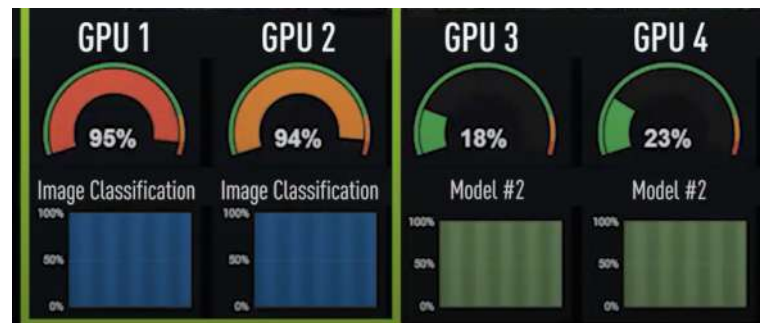 GPU 1
GPU 2
GPU 3
GPU 4
95%
94%
18%
23%
Image Classification
Image Classification
Model #2
Model #2
100%
50%
0%
100%
50%
0%
100%
50%
0%
100%
50%
0%